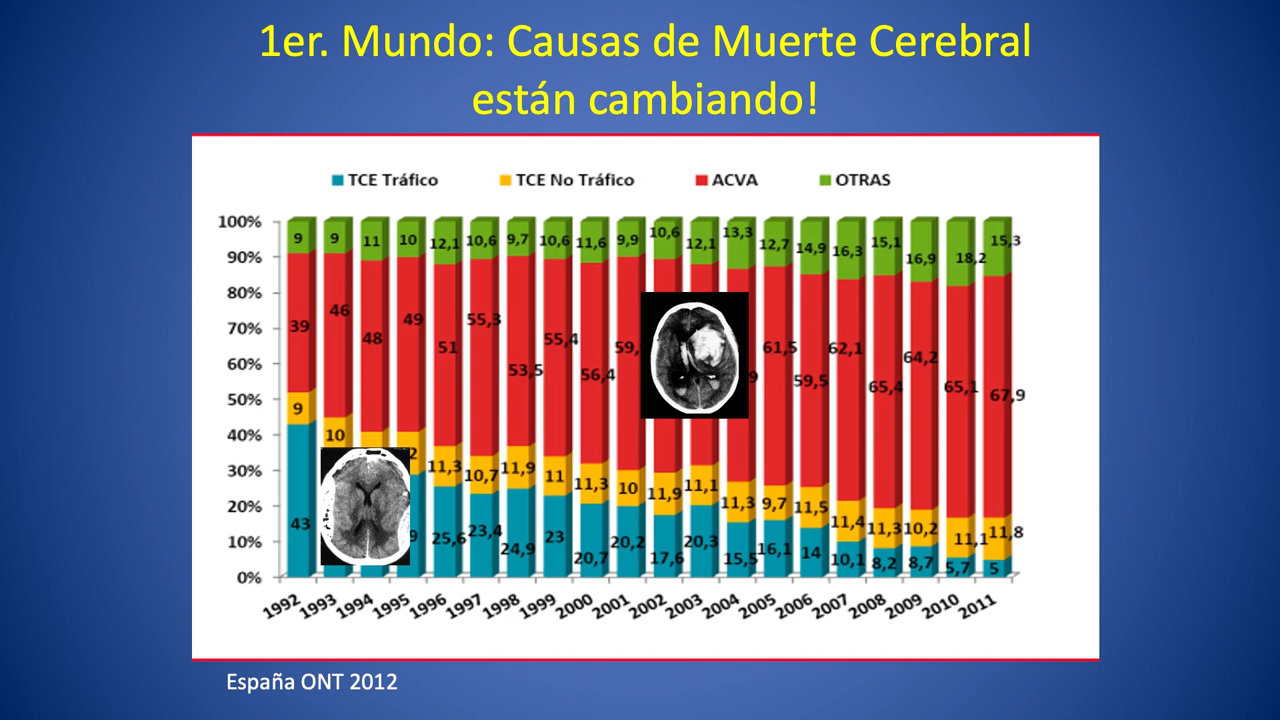 1er. Mundo: Causas de Muerte Cerebral
están cambiando!
TCE Tráfico TCE No Tráfico ACVA OTRAS
100%
90%
80%
70%
60%
50%
40%
30%
20%
10%
0%
9 9 11 10 12,1 10,6 9,7 10,6 11,6 9,9 10,6 12,1 13,3 12,7 14,9 16,3 15,1 16,9 18,2 15,3
39 46 48 49 51 55,3 53,5 55,4 56,4 59, 9 61,5 59,5 62,1 65,4 64,2 65,1 67,9
9 10 2 11,3 10,7 11,9 11 11,3 10 11,9 11,1 11,3 9,7 11,5 11,4 11,3 10,2 11,1 11,8
43 9 25,6 23,4 24,9 23 20,7 20,2 17,6 20,3 15,5 16,1 14 10,1 8,2 8,7 5,7 5
1992 1993 1994 1995 1996 1997 1998 1999 2000 2001 2002 2003 2004 2005 2006 2007 2008 2009 2010 2011
España ONT 2012